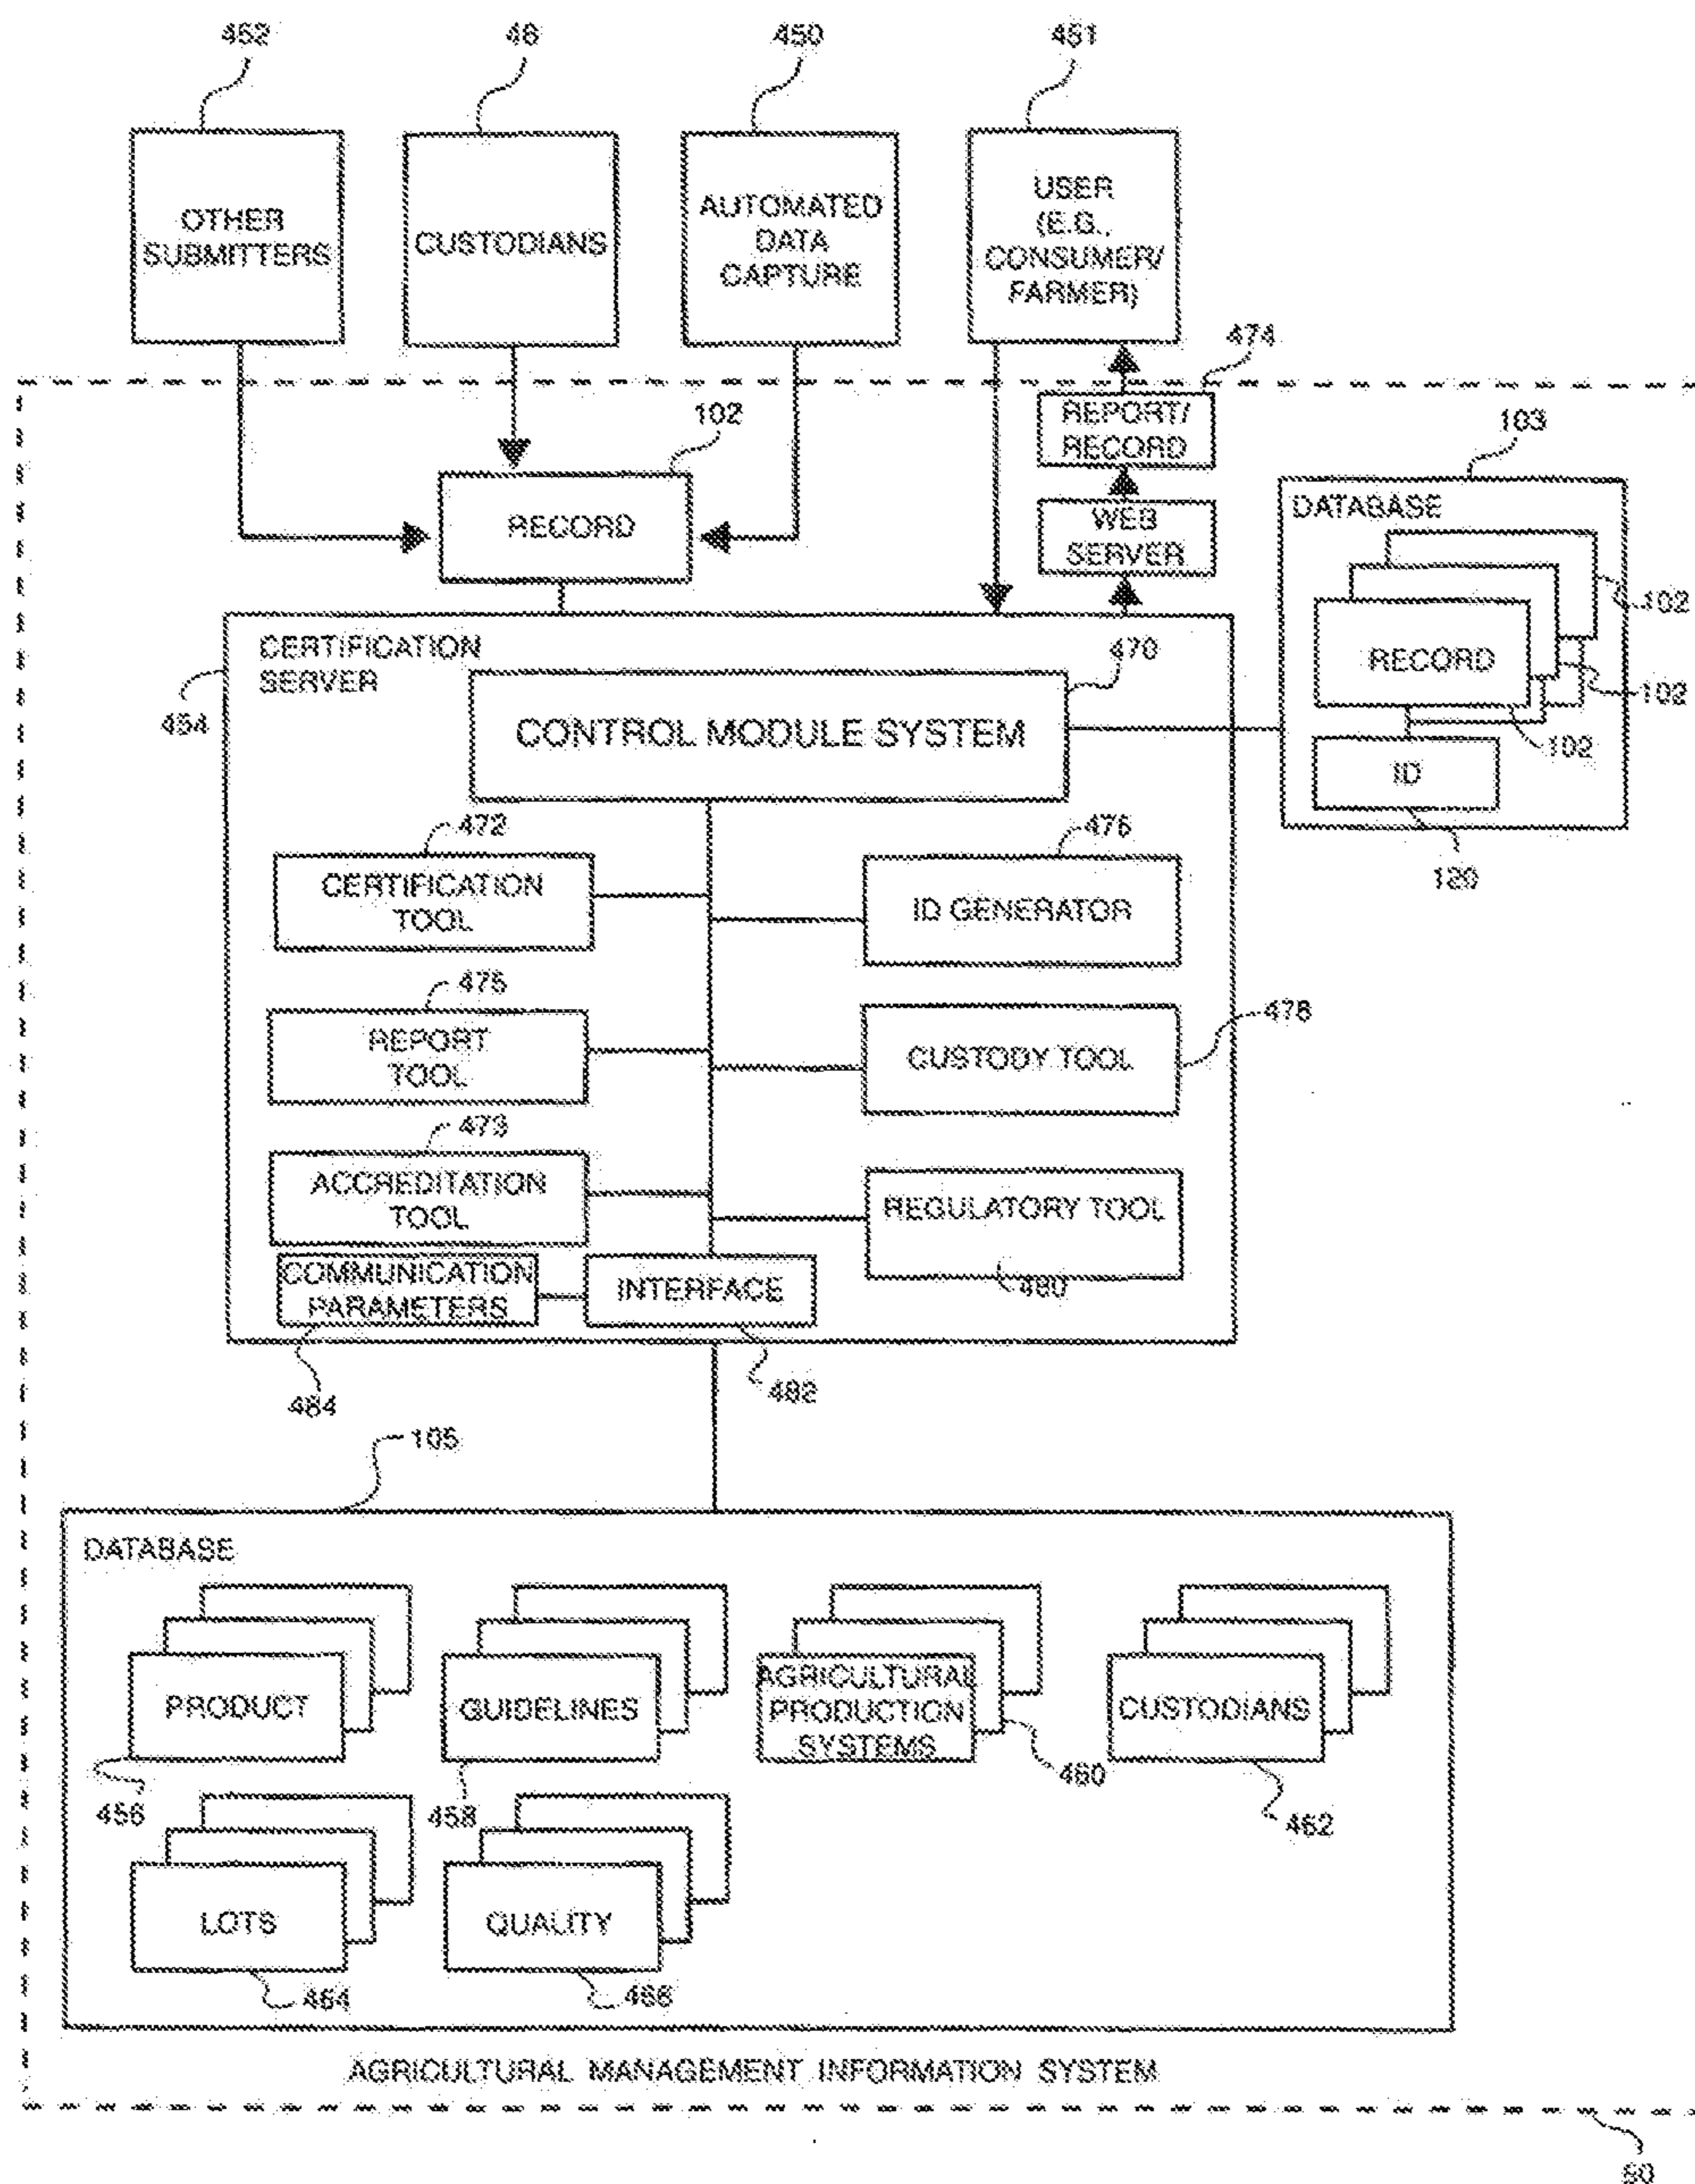 452
46
450
451
OTHER
SUBMITTERS
CUSTODIANS
AUTOMATED
DATA
CAPTURE
USER
(E.G.,
CONSUMER/
FARMER)
474
REPORT/
RECORD
102
103
RECORD
WEB
SERVER
DATABASE
102
RECORD
102
102
ID
120
CERTIFICATION
SERVER
454
470
CONTROL MODULE SYSTEM
472
CERTIFICATION
TOOL
476
ID GENERATOR
475
REPORT
TOOL
478
CUSTODY TOOL
473
ACCREDITATION
TOOL
REGULATORY TOOL
480
COMMUNICATION
PARAMETERS
INTERFACE
484
482
105
DATABASE
PRODUCT
GUIDELINES
AGRICULTURAL
PRODUCTION
SYSTEMS
CUSTODIANS
456
458
460
462
LOTS
QUALITY
464
466
AGRICULTURAL MANAGEMENT INFORMATION SYSTEM